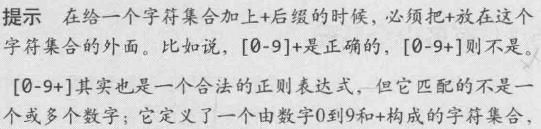 提示 在给一个字符集合加上+后缀的时候，必须把+放在这个
字符集合的外面。比如说，[0-9]+是正确的，[0-9+]则不是。
[0-9+]其实也是一个合法的正则表达式，但它匹配的不是一
个或多个数字；它定义了一个由数字0到9和+构成的字符集合，